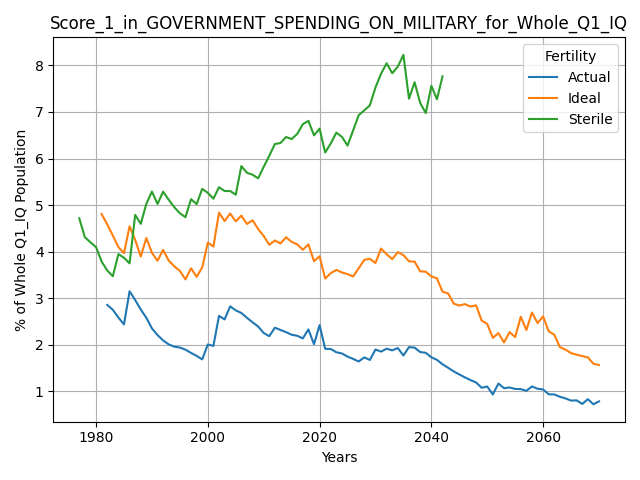 Score_1_in_GOVERNMENT_SPENDING_ON_MILITARY_for_Whole_Q1_IQ
Fertility
Actual
Ideal
Sterile
% of Whole Q1_IQ Population
8
7
6
5
4
3
2
1
1980 2000 2020 2040 2060
Years